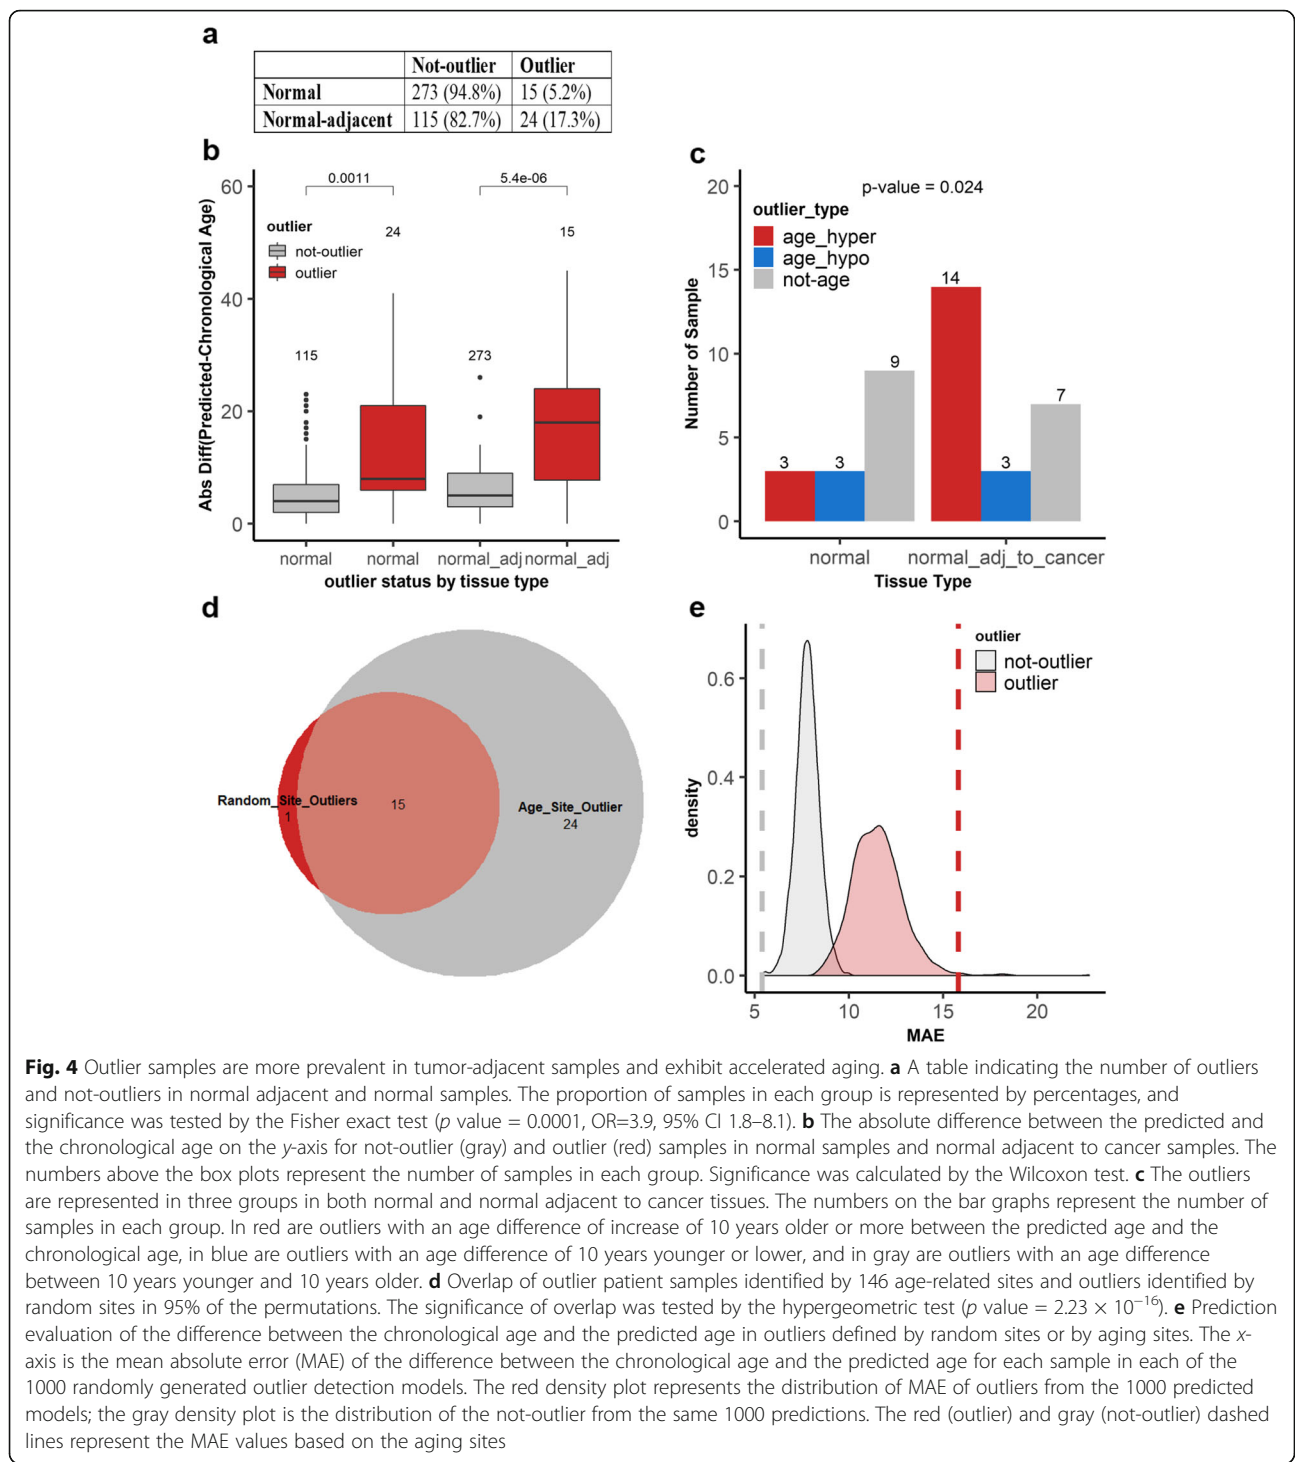 a
Not-outlier Outlier
Normal 273 (94.8%) 15 (5.2%)
Normal-adjacent 115 (82.7%) 24 (17.3%)
b
Abs Diff(Predicted-Chronological Age)
60
40
20
0
0.0011
5.4e-06
outlier
not-outlier
outlier
115
24
273
15
normal normal normal_adj normal_adj
outlier status by tissue type
c
Number of Sample
20
15
10
5
0
p-value = 0.024
outlier_type
age_hyper
age_hypo
not-age
3
3
9
14
3
7
normal normal_adj_to_cancer
Tissue Type
d
Random_Site_Outliers
1
15
Age_Site_Outlier
24
e
density
0.6
0.4
0.2
0.0
outlier
not-outlier
outlier
5 10 15 20
MAE
Fig. 4 Outlier samples are more prevalent in tumor-adjacent samples and exhibit accelerated aging. a A table indicating the number of outliers
and not-outliers in normal adjacent and normal samples. The proportion of samples in each group is represented by percentages, and
significance was tested by the Fisher exact test (p value = 0.0001, OR=3.9, 95% CI 1.8–8.1). b The absolute difference between the predicted and
the chronological age on the y-axis for not-outlier (gray) and outlier (red) samples in normal samples and normal adjacent to cancer samples. The
numbers above the box plots represent the number of samples in each group. Significance was calculated by the Wilcoxon test. c The outliers
are represented in three groups in both normal and normal adjacent to cancer tissues. The numbers on the bar graphs represent the number of
samples in each group. In red are outliers with an age difference of increase of 10 years older or more between the predicted age and the
chronological age, in blue are outliers with an age difference of 10 years younger or lower, and in gray are outliers with an age difference
between 10 years younger and 10 years older. d Overlap of outlier patient samples identified by 146 age-related sites and outliers identified by
random sites in 95% of the permutations. The significance of overlap was tested by the hypergeometric test (p value = 2.23 × 10⁻¹⁶). e Prediction
evaluation of the difference between the chronological age and the predicted age in outliers defined by random sites or by aging sites. The x-
axis is the mean absolute error (MAE) of the difference between the chronological age and the predicted age for each sample in each of the
1000 randomly generated outlier detection models. The red density plot represents the distribution of MAE of outliers from the 1000 predicted
models; the gray density plot is the distribution of the not-outlier from the same 1000 predictions. The red (outlier) and gray (not-outlier) dashed
lines represent the MAE values based on the aging sites